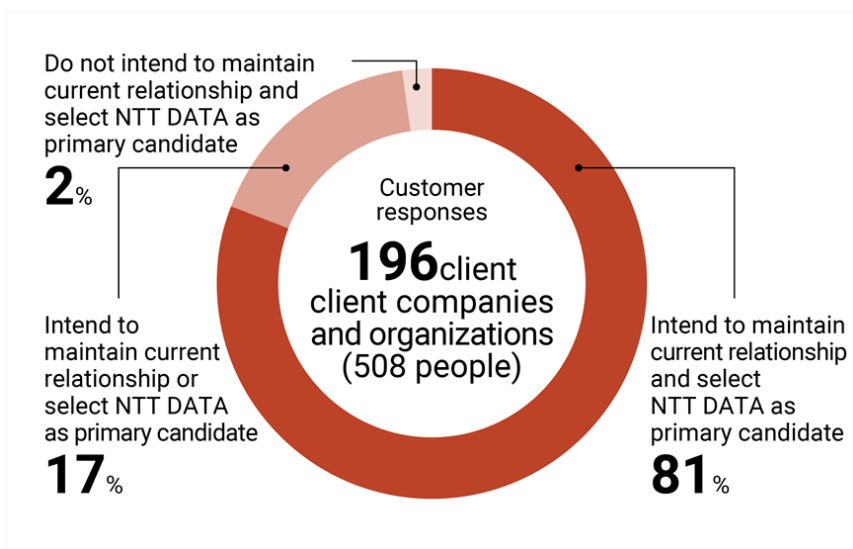 Do not intend to maintain
current relationship and
select NTT DATA as
primary candidate
2%
Customer
responses
196client
client companies
and organizations
(508 people)
Intend to
maintain current
relationship or
select NTT DATA
as primary candidate
17%
Intend to maintain
current relationship
and select
NTT DATA as
primary candidate
81%